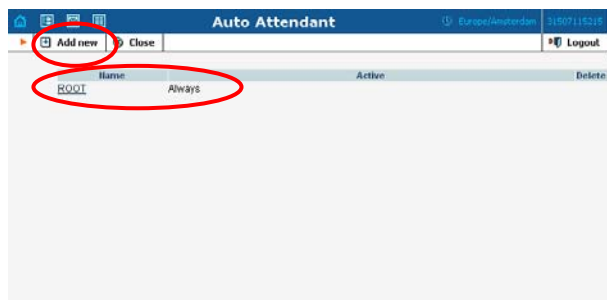 Auto Attendant Europe/Amsterdam 31507115215
Add new Close Logout
Name Active Delete
ROOT Always